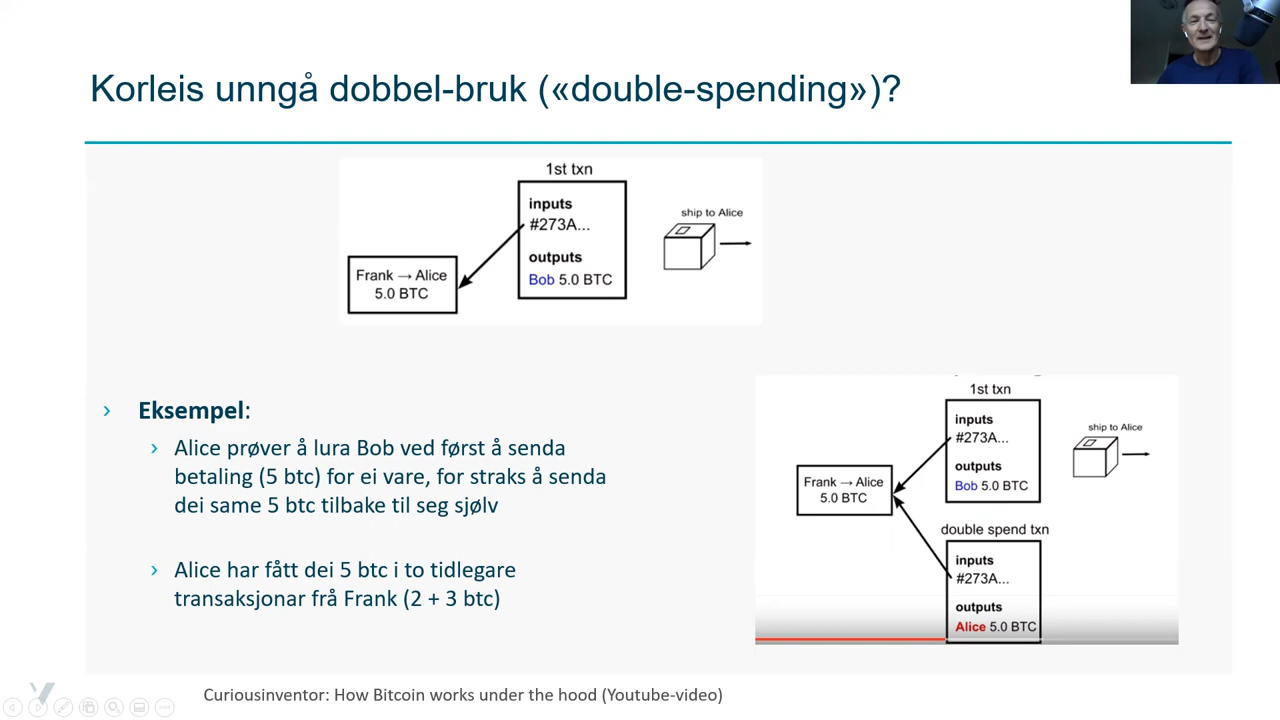 Korleis unngå dobbel-bruk («double-spending»)?
1st txn
inputs
#273A...
outputs
Bob 5.0 BTC
Frank → Alice
5.0 BTC
ship to Alice
› Eksempel:
› Alice prøver å lura Bob ved først å senda
betaling (5 btc) for ei vare, for straks å senda
dei same 5 btc tilbake til seg sjølv
› Alice har fått dei 5 btc i to tidlegare
transaksjonar frå Frank (2 + 3 btc)
1st txn
inputs
#273A...
outputs
Bob 5.0 BTC
Frank → Alice
5.0 BTC
ship to Alice
double spend txn
inputs
#273A...
outputs
Alice 5.0 BTC
Curiousinventor: How Bitcoin works under the hood (Youtube-video)